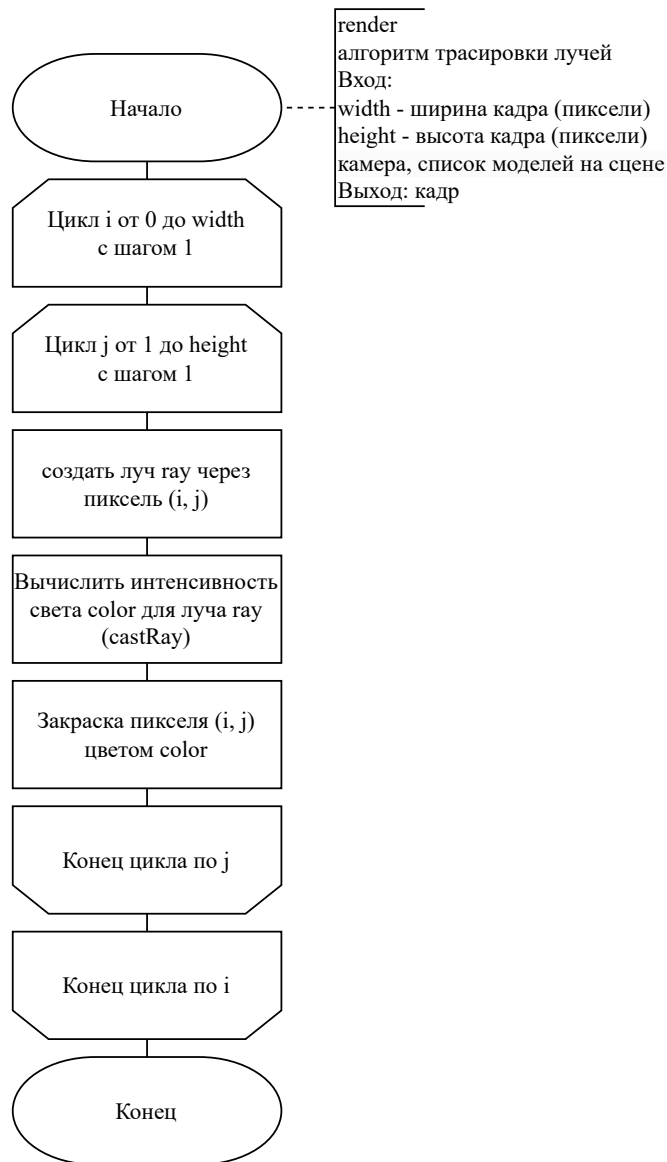 render
алгоритм трасировки лучей
Вход:
width - ширина кадра (пиксели)
height - высота кадра (пиксели)
камера, список моделей на сцене
Выход: кадр
Начало
Цикл i от 0 до width
с шагом 1
Цикл j от 1 до height
с шагом 1
создать луч ray через
пиксель (i, j)
Вычислить интенсивность
света color для луча ray
(castRay)
Закраска пикселя (i, j)
цветом color
Конец цикла по j
Конец цикла по i
Конец